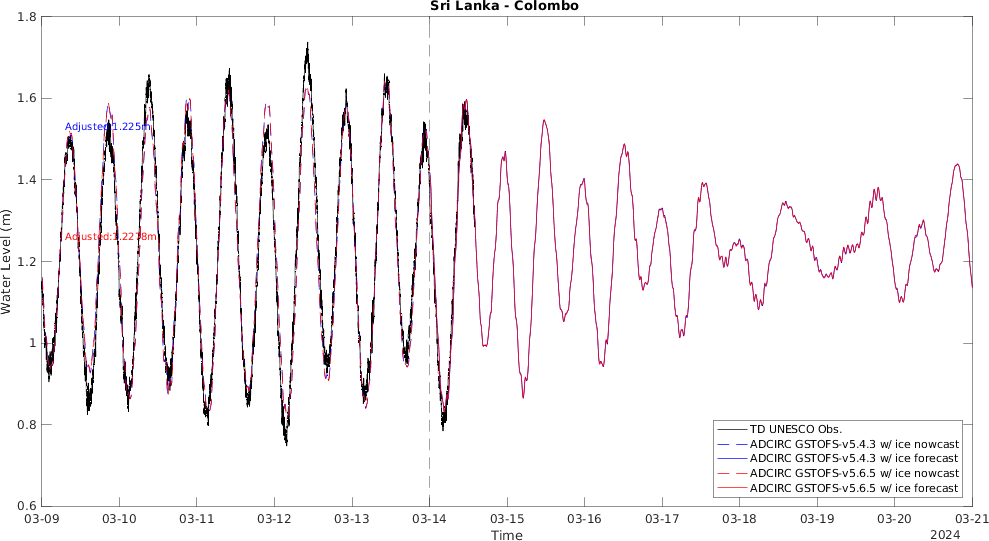 Sri Lanka - Colombo
1.8
1.6
1.4
1.2
1
0.8
0.6
Water Level (m)
Adjusted:1.225m
Adjusted:1.2278m
TD UNESCO Obs.
ADCIRC GSTOFS-v5.4.3 w/ ice nowcast
ADCIRC GSTOFS-v5.4.3 w/ ice forecast
ADCIRC GSTOFS-v5.6.5 w/ ice nowcast
ADCIRC GSTOFS-v5.6.5 w/ ice forecast
03-09 03-10 03-11 03-12 03-13 03-14 03-15 03-16 03-17 03-18 03-19 03-20 03-21
Time
2024